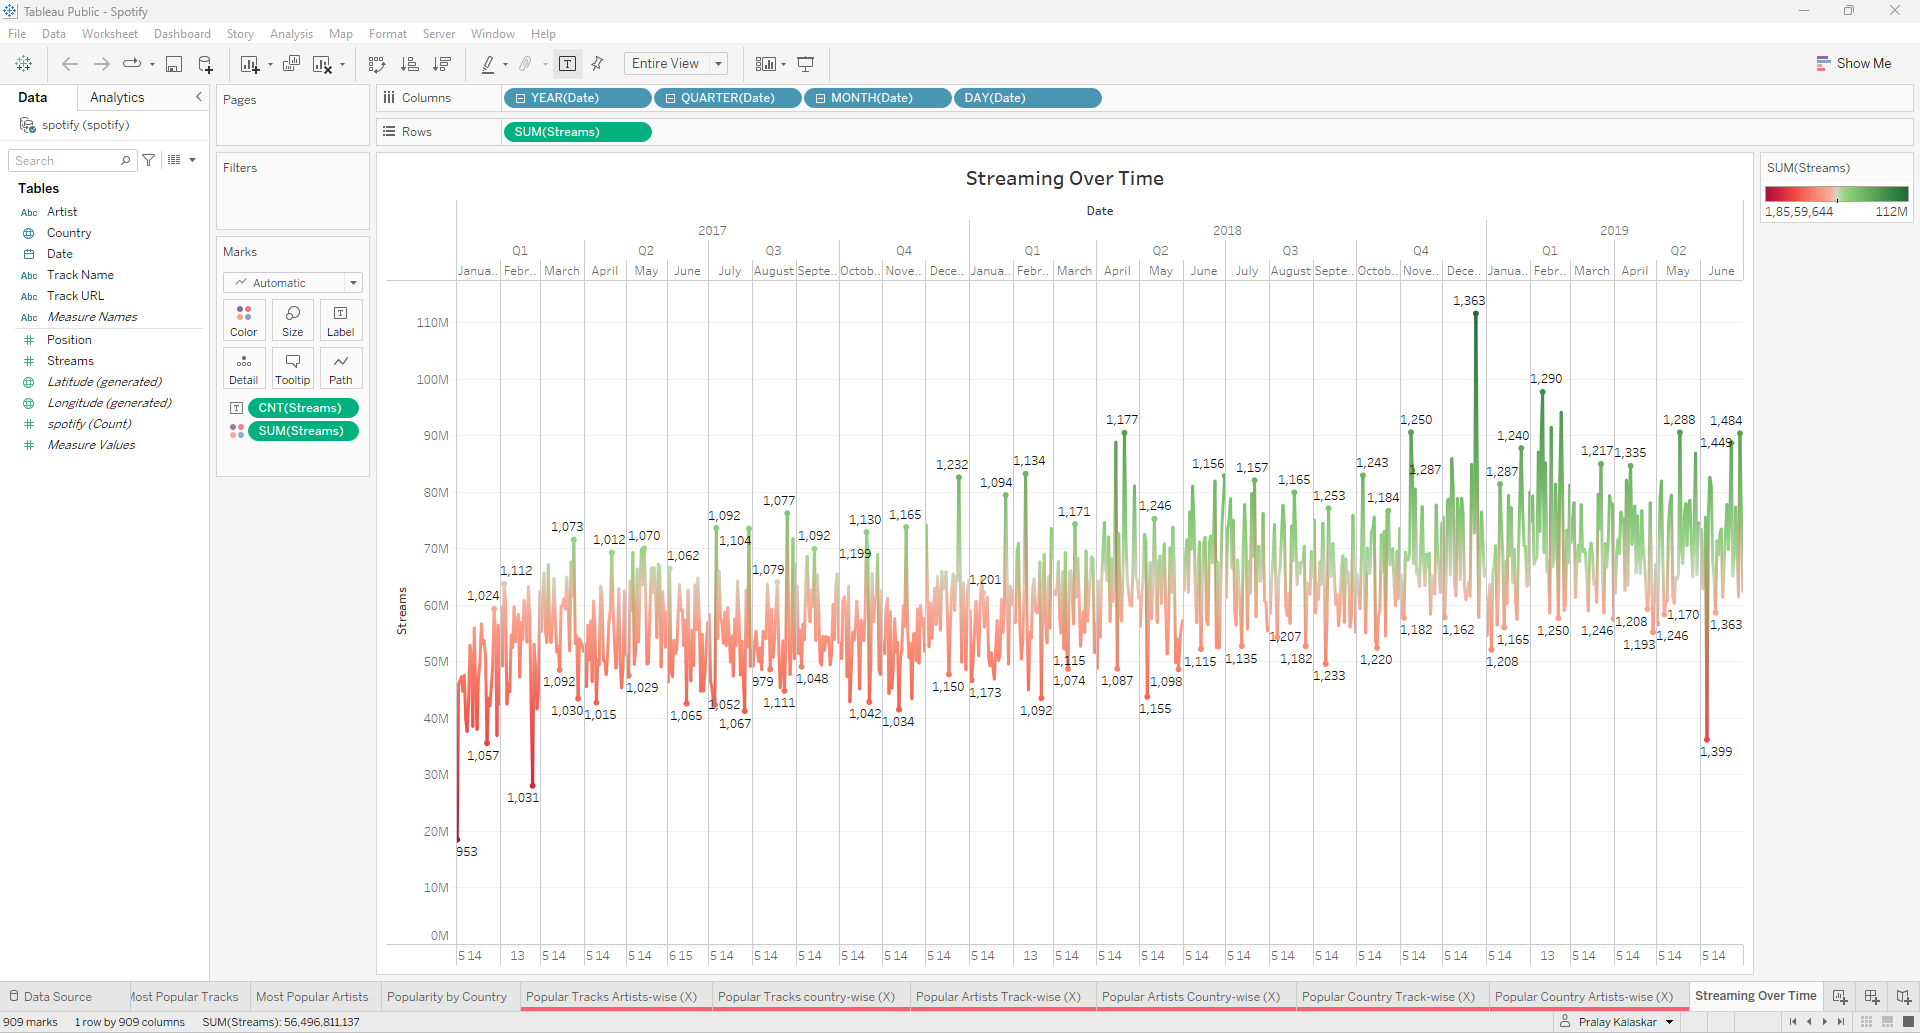 Tableau Public - Spotify
File Data Worksheet Dashboard Story Analysis Map Format Server Window Help
Entire View
Show Me
Data Analytics
spotify (spotify)
Search
Tables
Abc Artist
Country
Date
Abc Track Name
Abc Track URL
Abc Measure Names
Position
Streams
Latitude (generated)
Longitude (generated)
spotify (Count)
Measure Values
Pages
Filters
Marks
Automatic
Color Size Label
Detail Tooltip Path
CNT(Streams)
SUM(Streams)
Columns YEAR(Date) QUARTER(Date) MONTH(Date) DAY(Date)
Rows SUM(Streams)
Streaming Over Time
Date
2017 2018 2019
Q1 Q2 Q3 Q4 Q1 Q2 Q3 Q4 Q1 Q2
Janua.. Febr.. March April May June July August Septe.. Octob.. Nove.. Dece.. Janua.. Febr.. March April May June July August Septe.. Octob.. Nove.. Dece.. Janua.. Febr.. March April May June
1,363
110M
1,290
100M
1,177 1,250 1,288 1,484
90M
1,240 1,449
1,232 1,134 1,156 1,157 1,243 1,287 1,287 1,217 1,335
1,094 1,165 1,253 1,184
80M
1,077 1,171 1,246
1,073 1,092 1,130 1,165
1,012 1,070 1,104 1,092
70M
1,112 1,062 1,079 1,199 1,201
1,024
60M
Streams
1,182 1,162 1,165 1,250 1,246 1,208 1,170 1,363
1,207 1,193 1,246
50M
1,092 1,029 979 1,048 1,150 1,173 1,115 1,074 1,087 1,098 1,115 1,135 1,182 1,233 1,220 1,208
1,030 1,015 1,065 1,052 1,067 1,111 1,042 1,034 1,092 1,155
40M
1,057 1,399
30M
1,031
20M
953
10M
0M
5 14 13 5 14 5 14 5 14 6 15 5 14 5 14 5 14 5 14 5 14 5 14 5 14 13 5 14 5 14 5 14 5 14 5 14 5 14 5 14 5 14 5 14 5 14 5 14 13 5 14 5 14 5 14 5 14
SUM(Streams)
1,85,59,644 112M
Data Source Most Popular Tracks Most Popular Artists Popularity by Country Popular Tracks Artists-wise (X) Popular Tracks country-wise (X) Popular Artists Track-wise (X) Popular Artists Country-wise (X) Popular Country Track-wise (X) Popular Country Artists-wise (X) Streaming Over Time
909 marks 1 row by 909 columns SUM(Streams): 56,496,811,137 Pralay Kalaskar